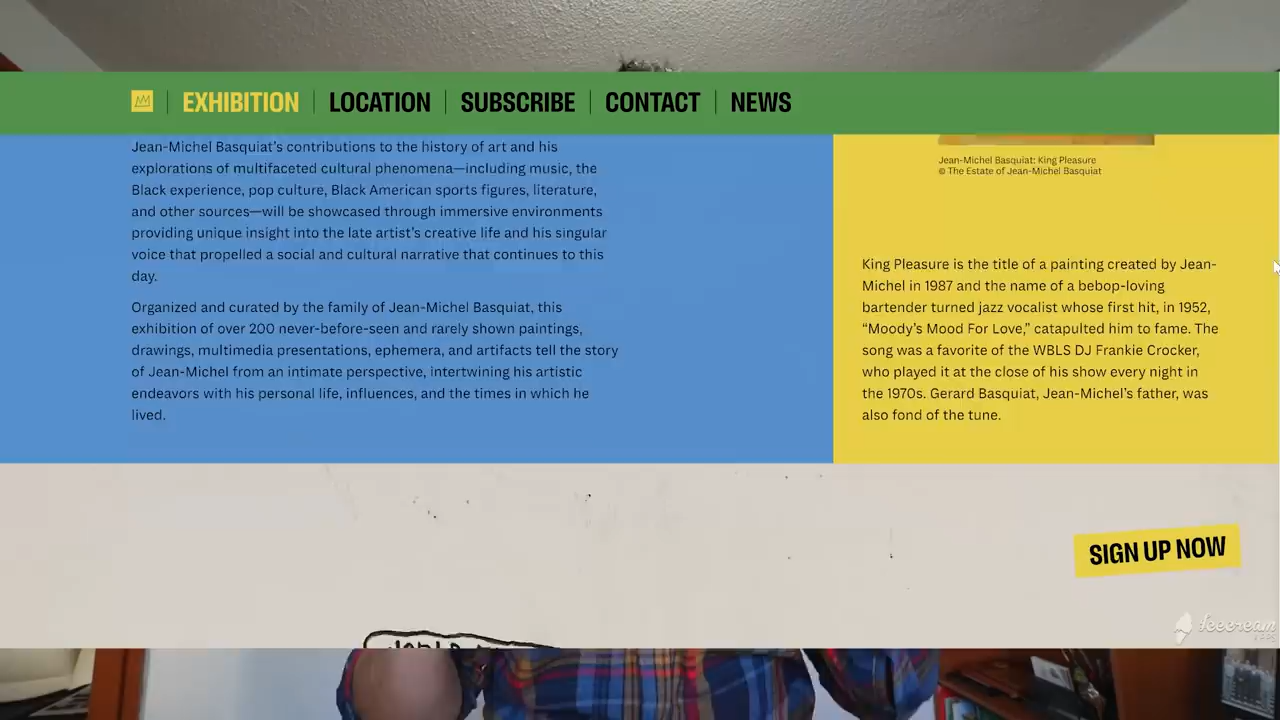 EXHIBITION
LOCATION
SUBSCRIBE
CONTACT
NEWS
Jean-Michel Basquiat's contributions to the history of art and his
explorations of multifaceted cultural phenomena—including music, the
Black experience, pop culture, Black American sports figures, literature,
and other sources—will be showcased through immersive environments
providing unique insight into the late artist's creative life and his singular
voice that propelled a social and cultural narrative that continues to this
day.
Organized and curated by the family of Jean-Michel Basquiat, this
exhibition of over 200 never-before-seen and rarely shown paintings,
drawings, multimedia presentations, ephemera, and artifacts tell the story
of Jean-Michel from an intimate perspective, intertwining his artistic
endeavors with his personal life, influences, and the times in which he
lived.
Jean-Michel Basquiat: King Pleasure
© The Estate of Jean-Michel Basquiat
King Pleasure is the title of a painting created by Jean-
Michel in 1987 and the name of a bebop-loving
bartender turned jazz vocalist whose first hit, in 1952,
“Moody's Mood For Love,” catapulted him to fame. The
song was a favorite of the WBLS DJ Frankie Crocker,
who played it at the close of his show every night in
the 1970s. Gerard Basquiat, Jean-Michel's father, was
also fond of the tune.
SIGN UP NOW
Icecream
APPS